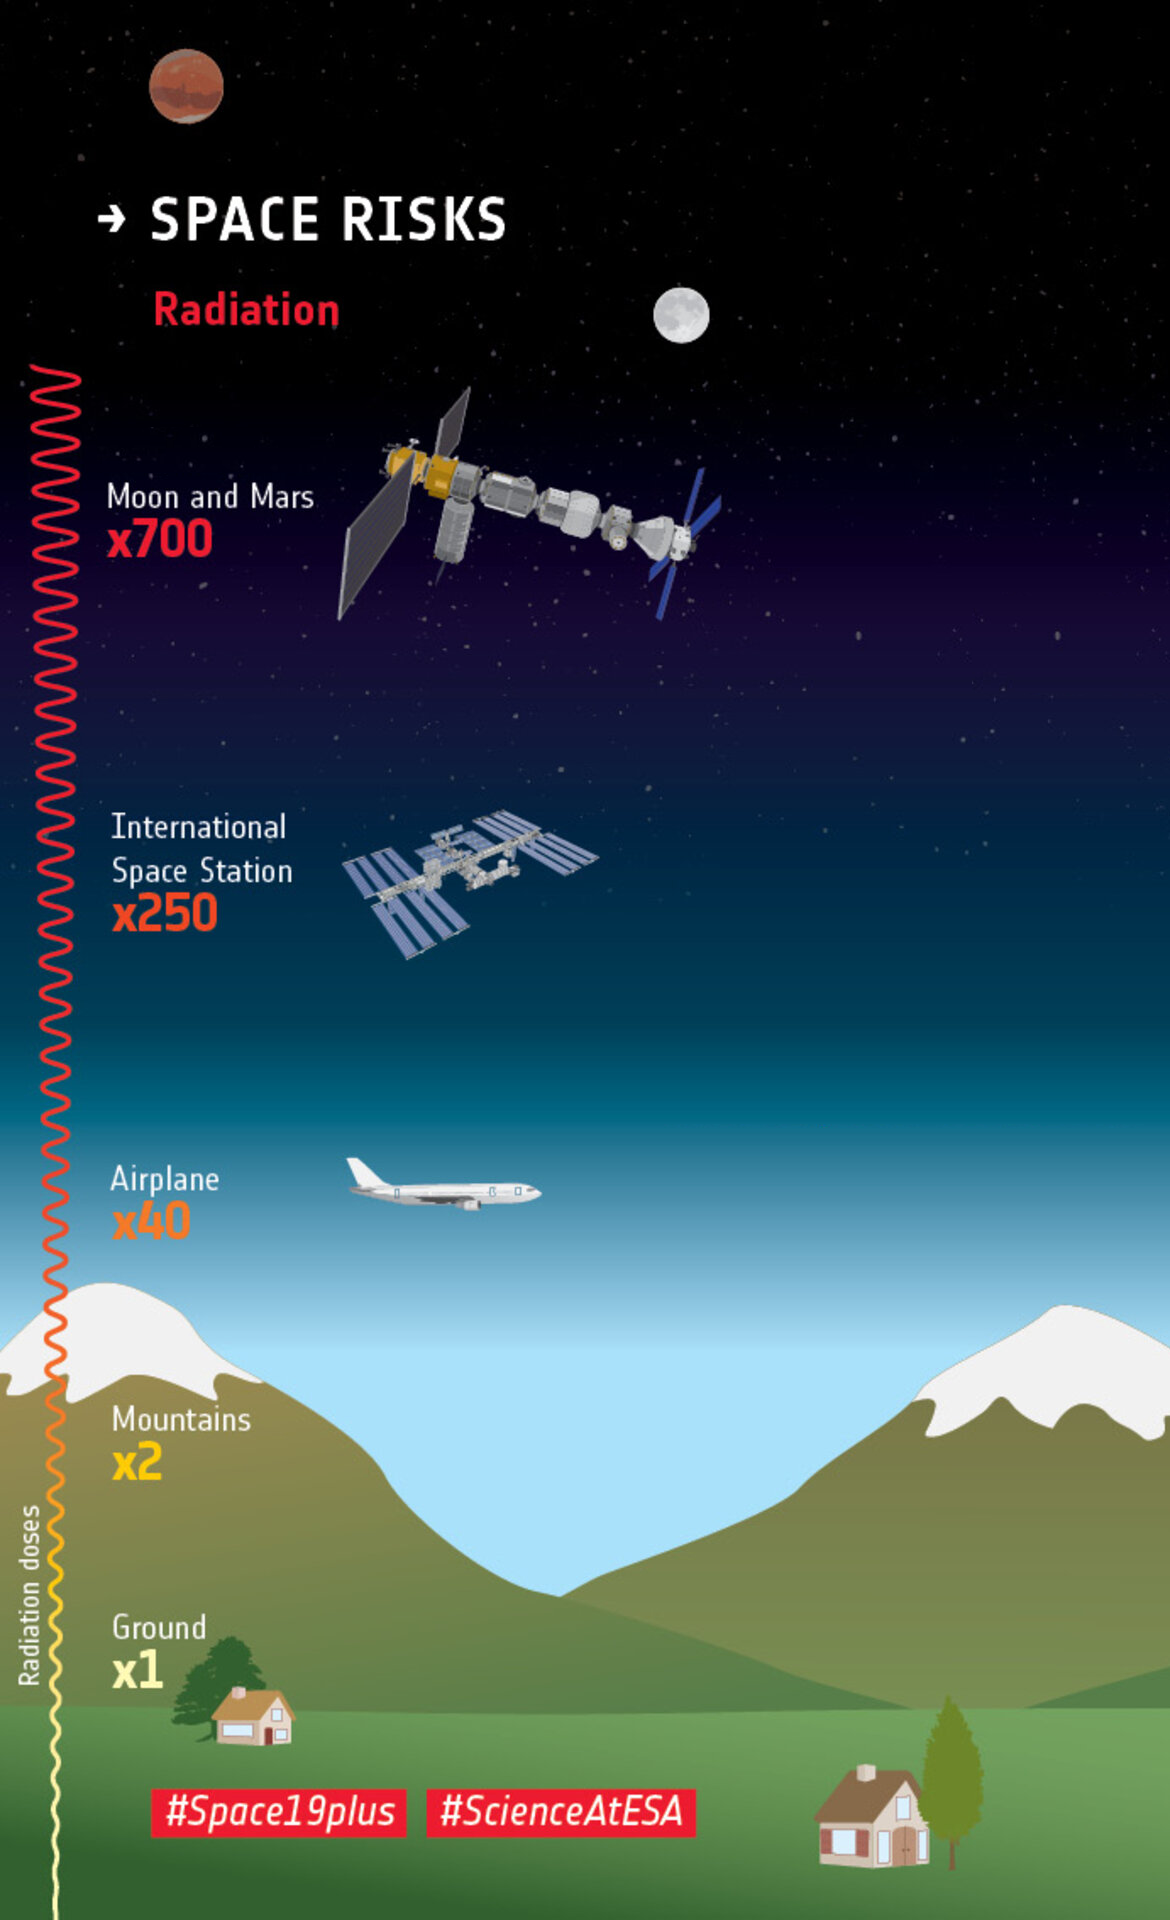 → SPACE RISKS
Radiation
Moon and Mars
x700
International
Space Station
x250
Airplane
x40
Mountains
x2
Ground
x1
Radiation doses
#Space19plus
#ScienceAtESA